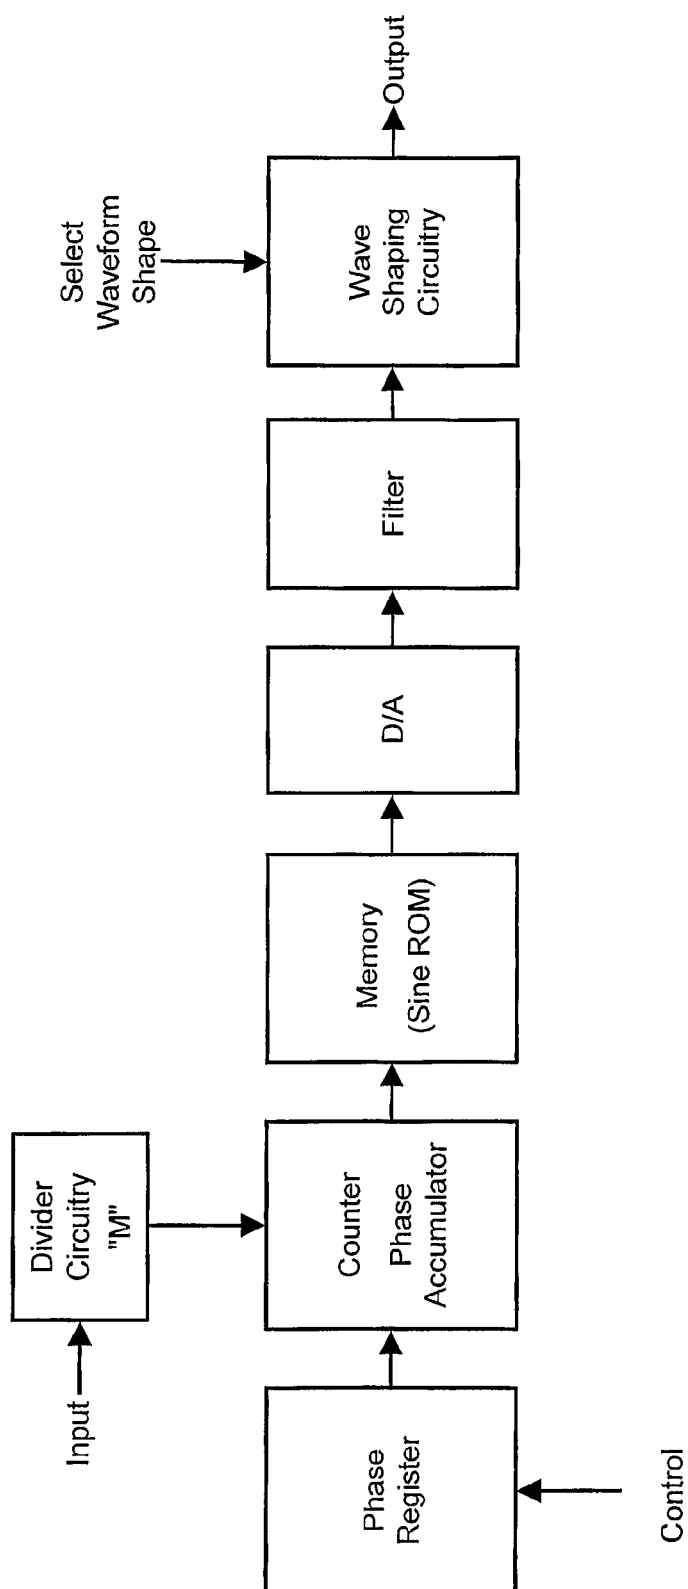 Input
Divider
Circuitry
"M"
Select
Waveform
Shape
Phase
Register
Counter
Phase
Accumulator
Memory
(Sine ROM)
D/A
Filter
Wave
Shaping
Circuitry
Output
Control